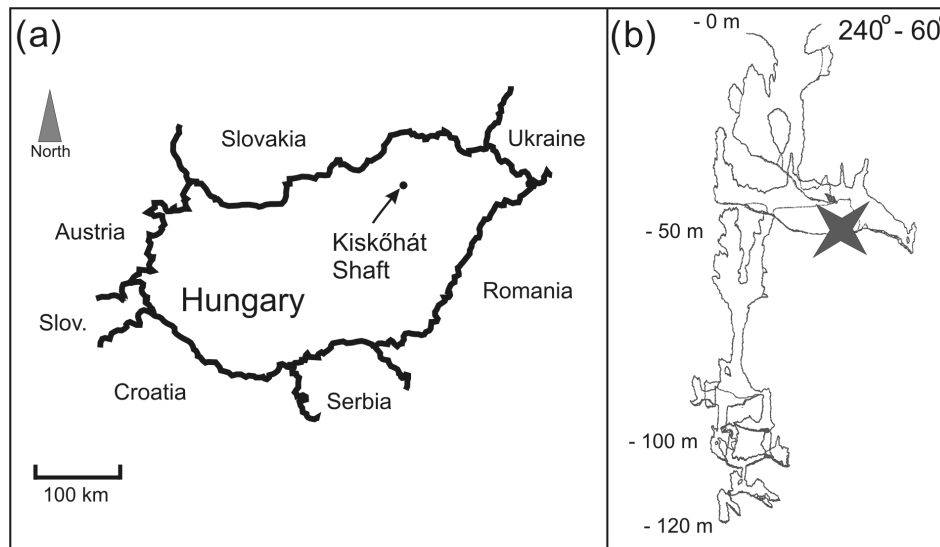 (a)
North
Slovakia
Ukraine
Austria
Kiskőhát
Shaft
Hungary
Romania
Slov.
Croatia
Serbia
100 km
(b)
- 0 m
240° - 60°
- 50 m
- 100 m
- 120 m